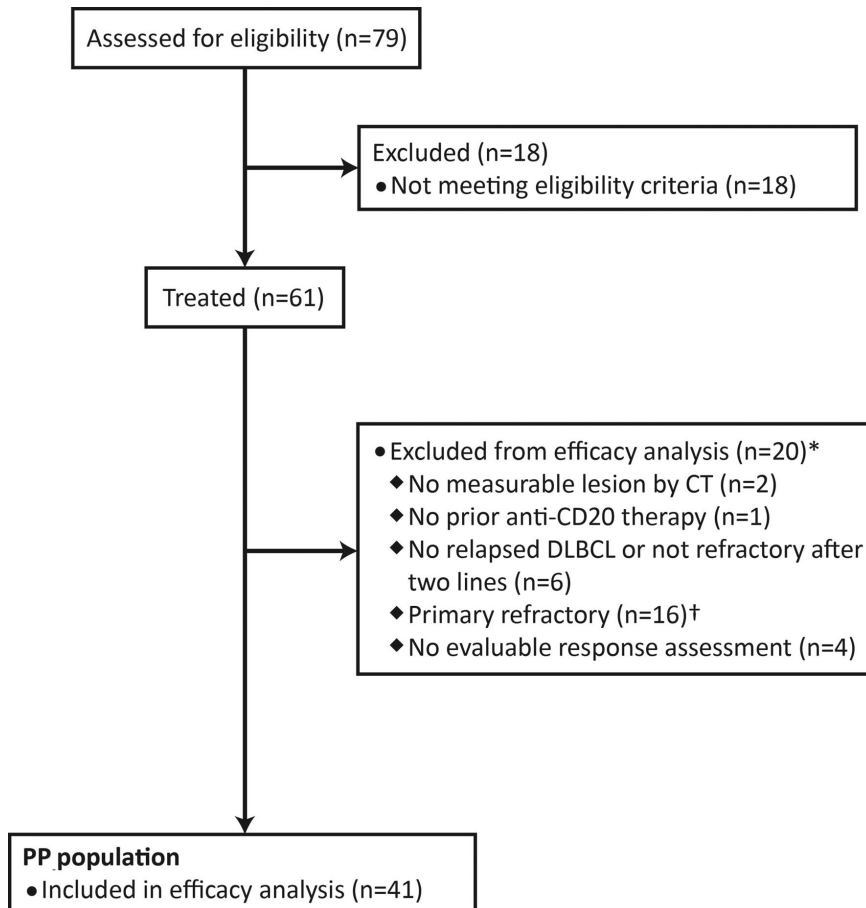 Assessed for eligibility (n=79)
Excluded (n=18)
●Not meeting eligibility criteria (n=18)
Treated (n=61)
●Excluded from efficacy analysis (n=20)*
◆No measurable lesion by CT (n=2)
◆No prior anti-CD20 therapy (n=1)
◆No relapsed DLBCL or not refractory after
two lines (n=6)
◆Primary refractory (n=16)†
◆No evaluable response assessment (n=4)
PP population
●Included in efficacy analysis (n=41)